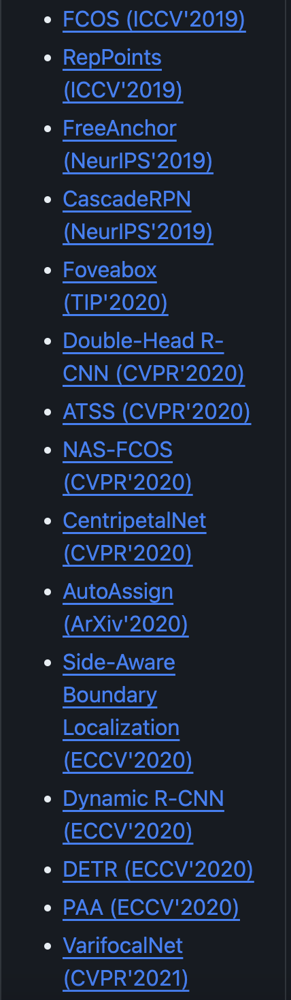 FCOS (ICCV'2019)
RepPoints
(ICCV'2019)
FreeAnchor
(NeurIPS'2019)
CascadeRPN
(NeurIPS'2019)
Foveabox
(TIP'2020)
Double-Head R-
CNN (CVPR'2020)
ATSS (CVPR'2020)
NAS-FCOS
(CVPR'2020)
CentripetalNet
(CVPR'2020)
AutoAssign
(ArXiv'2020)
Side-Aware
Boundary
Localization
(ECCV'2020)
Dynamic R-CNN
(ECCV'2020)
DETR (ECCV'2020)
PAA (ECCV'2020)
VarifocalNet
(CVPR'2021)